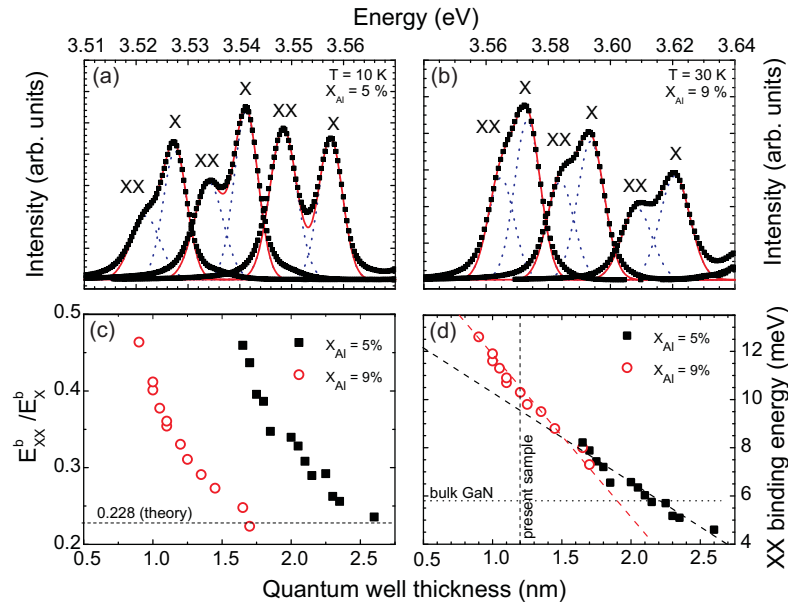 Energy (eV)
3.51 3.52 3.53 3.54 3.55 3.56
3.56 3.58 3.60 3.62 3.64
(a)
T = 10 K
X_Al = 5 %
XX X XX X XX X
Intensity (arb. units)
(b)
T = 30 K
X_Al = 9 %
XX X XX X XX X
Intensity (arb. units)
(c)
X_Al = 5%
X_Al = 9%
0.5
0.4
0.3
0.2
E^b_XX /E^b_X
0.228 (theory)
0.5 1.0 1.5 2.0 2.5
(d)
X_Al = 5%
X_Al = 9%
bulk GaN
present sample
12
10
8
6
4
XX binding energy (meV)
0.5 1.0 1.5 2.0 2.5
Quantum well thickness (nm)